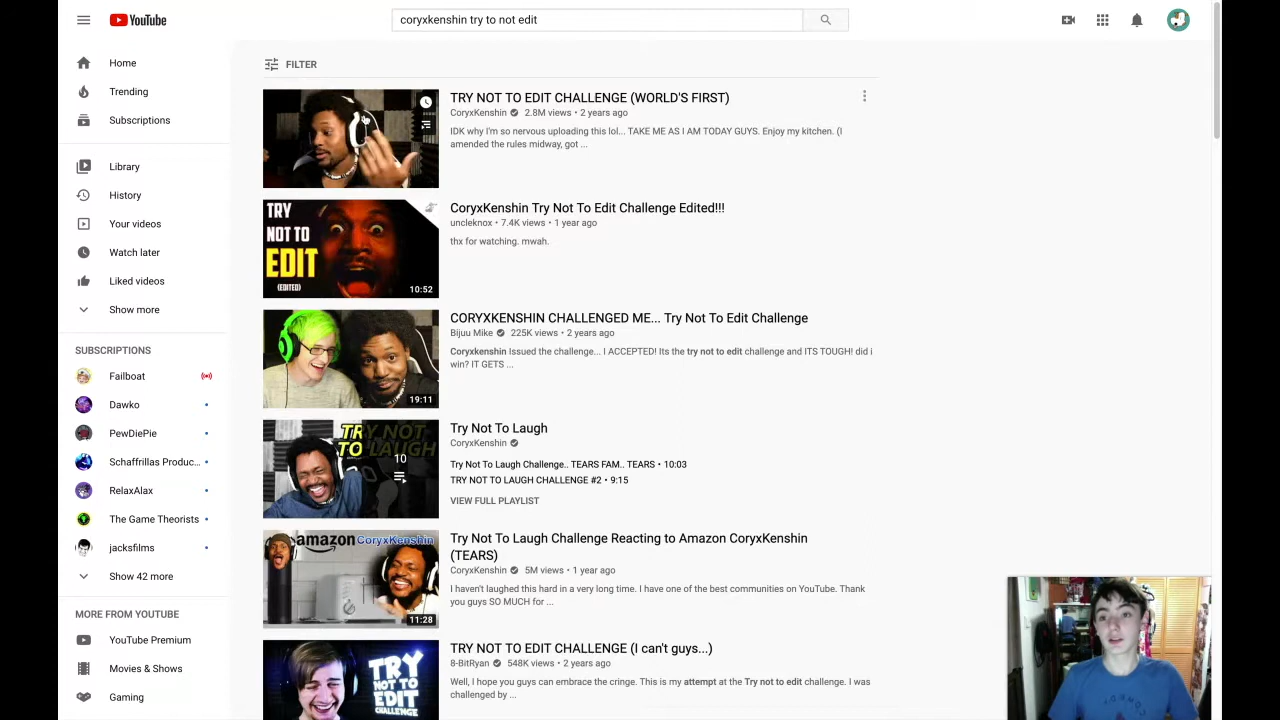 YouTube
coryxkenshin try to not edit
Home
Trending
Subscriptions
Library
History
Your videos
Watch later
Liked videos
Show more
SUBSCRIPTIONS
Failboat
Dawko
PewDiePie
Schaffrillas Produc...
RelaxAlax
The Game Theorists
jacksfilms
Show 42 more
MORE FROM YOUTUBE
YouTube Premium
Movies & Shows
Gaming
FILTER
TRY NOT TO EDIT CHALLENGE (WORLD'S FIRST)
CoryxKenshin 2.8M views • 2 years ago
IDK why I'm so nervous uploading this lol... TAKE ME AS I AM TODAY GUYS. Enjoy my kitchen. (I
amended the rules midway, got ...
TRY
NOT TO
EDIT
(EDITED)
10:52
CoryxKenshin Try Not To Edit Challenge Edited!!!
uncleknox • 7.4K views • 1 year ago
thx for watching. mwah.
19:11
CORYXKENSHIN CHALLENGED ME... Try Not To Edit Challenge
Bijuu Mike 225K views • 2 years ago
Coryxkenshin Issued the challenge... I ACCEPTED! Its the try not to edit challenge and ITS TOUGH! did i
win? IT GETS ...
TRY NOT
TO LAUGH
10
Try Not To Laugh
CoryxKenshin
Try Not To Laugh Challenge.. TEARS FAM.. TEARS • 10:03
TRY NOT TO LAUGH CHALLENGE #2 • 9:15
VIEW FULL PLAYLIST
amazon CoryxKenshin
11:28
Try Not To Laugh Challenge Reacting to Amazon CoryxKenshin
(TEARS)
CoryxKenshin 5M views • 1 year ago
I haven't laughed this hard in a very long time. I have one of the best communities on YouTube. Thank
you guys SO MUCH for ...
TRY
NOT TO
EDIT
CHALLENGE
TRY NOT TO EDIT CHALLENGE (I can't guys...)
8-BitRyan 548K views • 2 years ago
Well, I hope you guys can embrace the cringe. This is my attempt at the Try not to edit challenge. I was
challenged by ...